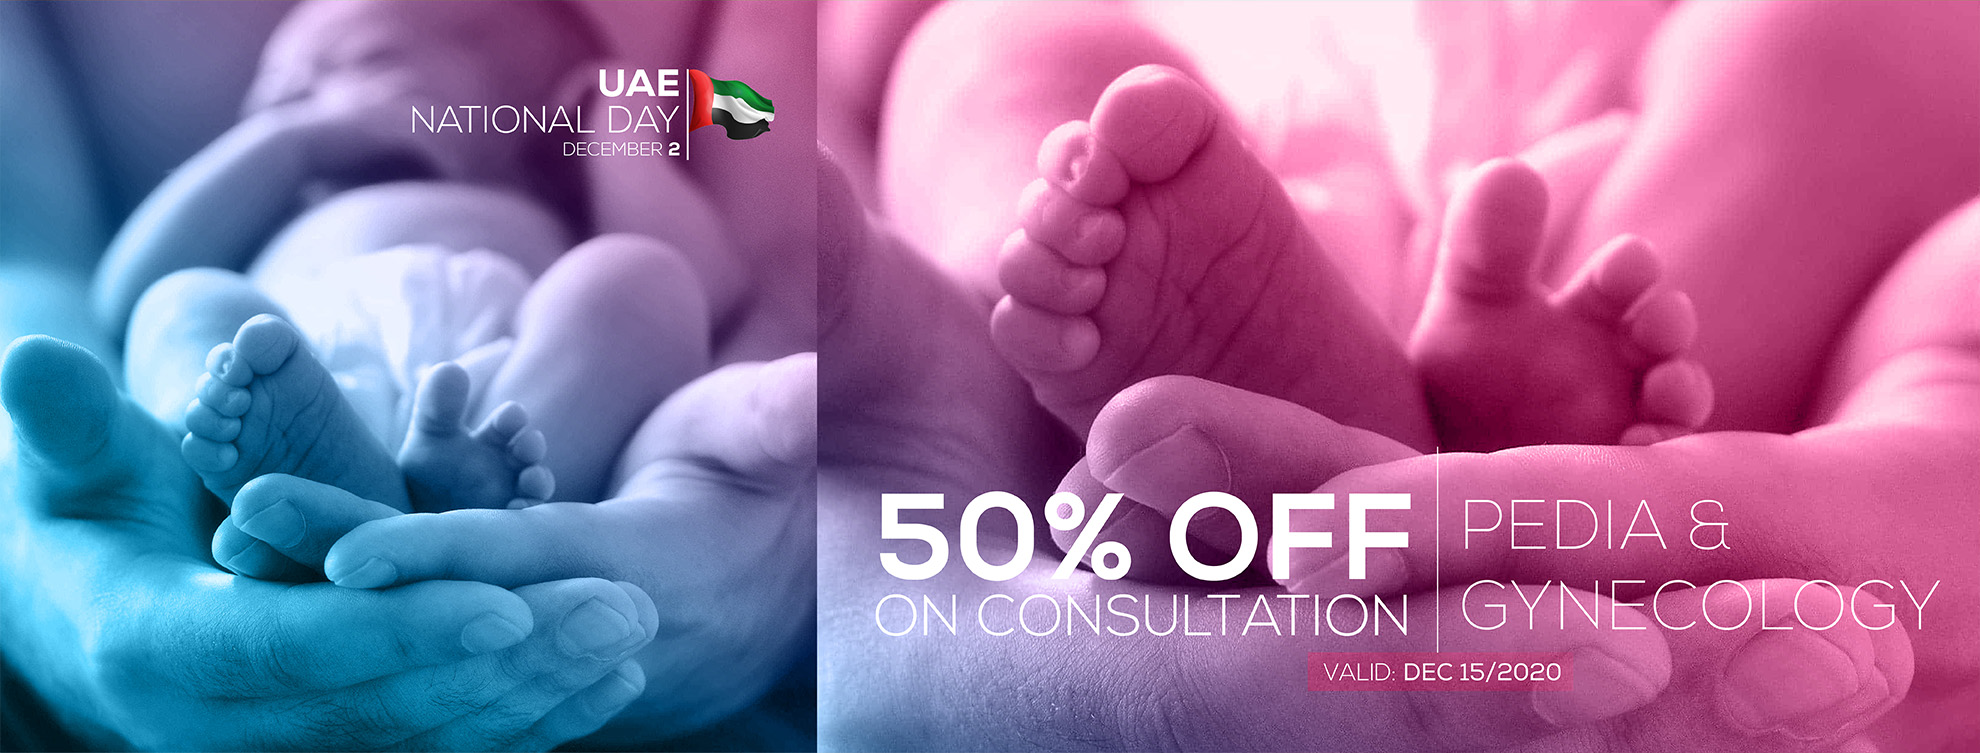 UAE
NATIONAL DAY
DECEMBER 2
50% OFF
ON CONSULTATION
PEDIA &
GYNECOLOGY
VALID: DEC 15/2020